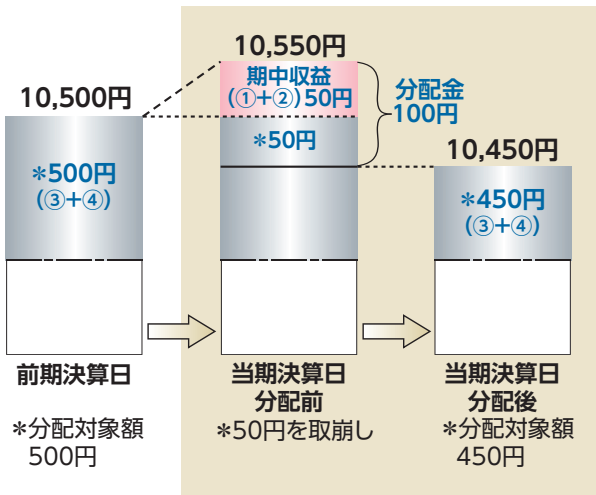 10,500円
＊500円
(③+④)
前期決算日
＊分配対象額
500円
10,550円
期中収益
(①+②)50円
＊50円
分配金
100円
当期決算日
分配前
＊50円を取崩し
10,450円
＊450円
(③+④)
当期決算日
分配後
＊分配対象額
450円